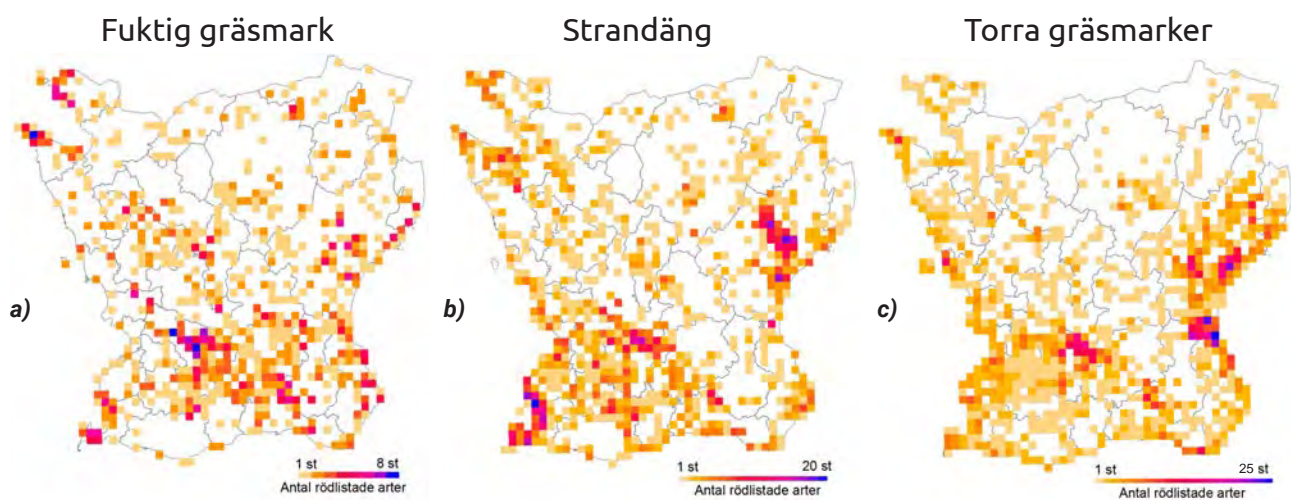 Fuktig gräsmark
Strandäng
Torra gräsmarker
a)
b)
c)
1 st 8 st
Antal rödlistade arter
1 st 20 st
Antal rödlistade arter
1 st 25 st
Antal rödlistade arter